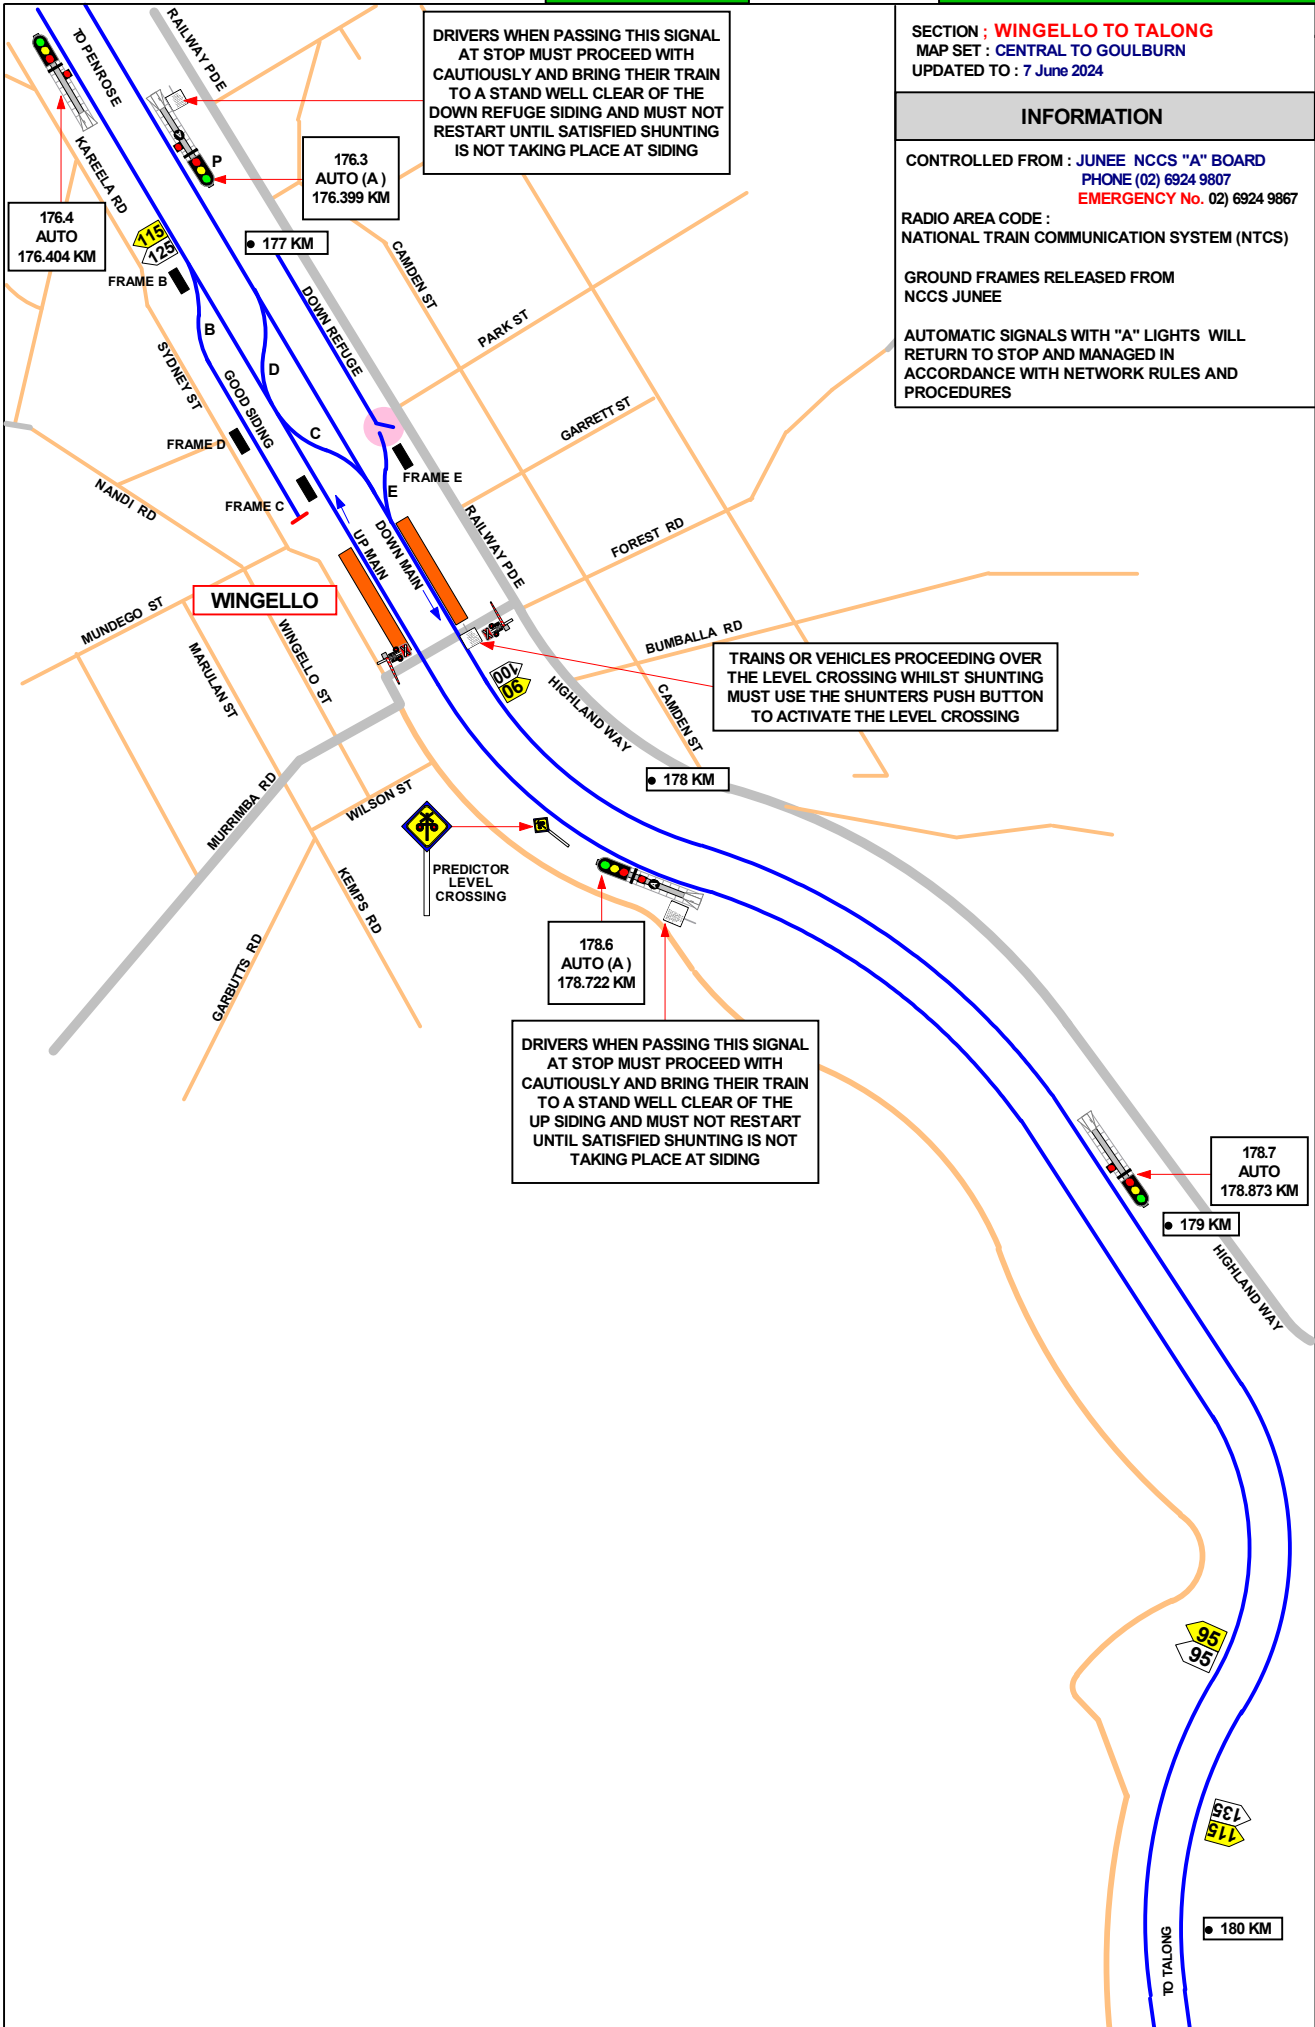 DRIVERS WHEN PASSING THIS SIGNAL
AT STOP MUST PROCEED WITH
CAUTIOUSLY AND BRING THEIR TRAIN
TO A STAND WELL CLEAR OF THE
DOWN REFUGE SIDING AND MUST NOT
RESTART UNTIL SATISFIED SHUNTING
IS NOT TAKING PLACE AT SIDING
SECTION ; WINGELLO TO TALONG
MAP SET : CENTRAL TO GOULBURN
UPDATED TO : 7 June 2024
INFORMATION
CONTROLLED FROM : JUNEE NCCS "A" BOARD
PHONE (02) 6924 9807
EMERGENCY No. 02) 6924 9867
RADIO AREA CODE :
NATIONAL TRAIN COMMUNICATION SYSTEM (NTCS)
GROUND FRAMES RELEASED FROM
NCCS JUNEE
AUTOMATIC SIGNALS WITH "A" LIGHTS WILL
RETURN TO STOP AND MANAGED IN
ACCORDANCE WITH NETWORK RULES AND
PROCEDURES
TO PENROSE
RAILWAY PDE
KAREELA RD
P
176.3
AUTO (A )
176.399 KM
176.4
AUTO
176.404 KM
115
125
177 KM
FRAME B
CAMDEN ST
DOWN REFUGE
PARK ST
B
D
SYDNEY ST
GOOD SIDING
GARRETT ST
C
FRAME D
FRAME E
E
NANDI RD
FRAME C
RAILWAY PDE
FOREST RD
UP MAIN
DOWN MAIN
WINGELLO
MUNDEGO ST
WINGELLO ST
MARULAN ST
BUMBALLA RD
100
90
HIGHLAND WAY
CAMDEN ST
TRAINS OR VEHICLES PROCEEDING OVER
THE LEVEL CROSSING WHILST SHUNTING
MUST USE THE SHUNTERS PUSH BUTTON
TO ACTIVATE THE LEVEL CROSSING
178 KM
MURRIMBA RD
WILSON ST
PREDICTOR
LEVEL
CROSSING
KEMPS RD
GARBUTTS RD
178.6
AUTO (A )
178.722 KM
DRIVERS WHEN PASSING THIS SIGNAL
AT STOP MUST PROCEED WITH
CAUTIOUSLY AND BRING THEIR TRAIN
TO A STAND WELL CLEAR OF THE
UP SIDING AND MUST NOT RESTART
UNTIL SATISFIED SHUNTING IS NOT
TAKING PLACE AT SIDING
178.7
AUTO
178.873 KM
179 KM
HIGHLAND WAY
95
95
135
115
180 KM
TO TALONG